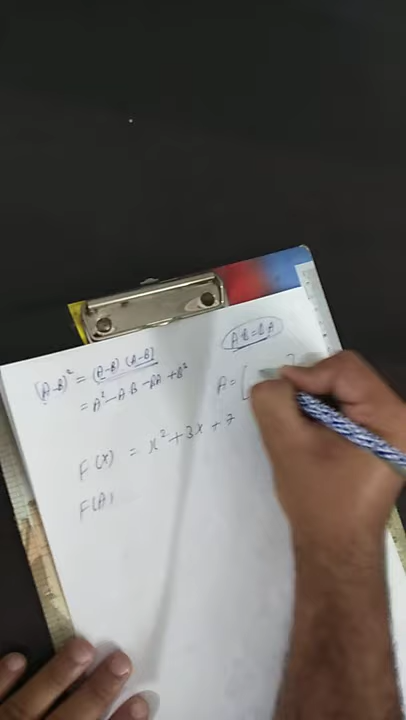 (A-B)² = (A-B) (A-B)
= A² - AB - BA + B²
AB = BA
A = [ ]
F(x) = x² + 3x + 7
F(A)